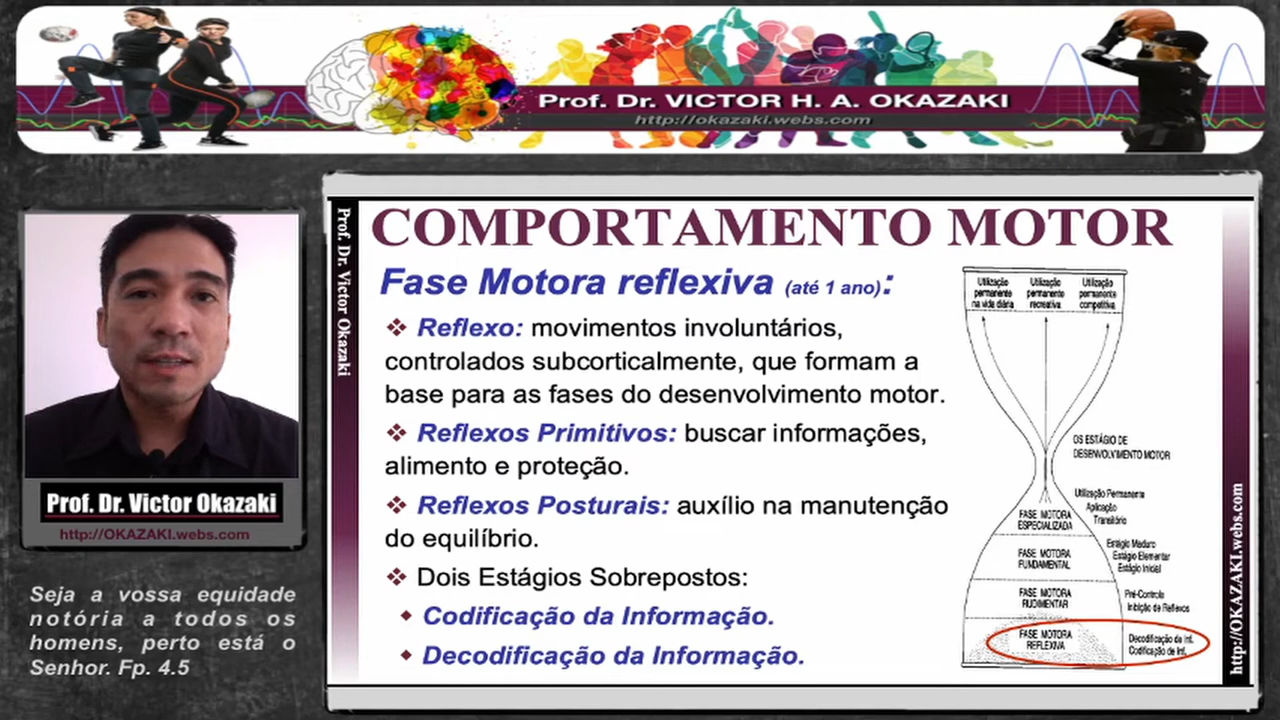 Prof. Dr. VICTOR H. A. OKAZAKI
http://okazaki.webs.com
Prof. Dr. Victor Okazaki
http://OKAZAKI.webs.com
Seja a vossa equidade
notória a todos os
homens, perto está o
Senhor. Fp. 4.5
Prof. Dr. Victor Okazaki
COMPORTAMENTO MOTOR
Fase Motora reflexiva (até 1 ano):
❖ Reflexo: movimentos involuntários,
controlados subcorticalmente, que formam a
base para as fases do desenvolvimento motor.
❖ Reflexos Primitivos: buscar informações,
alimento e proteção.
❖ Reflexos Posturais: auxílio na manutenção
do equilíbrio.
❖ Dois Estágios Sobrepostos:
◆ Codificação da Informação.
◆ Decodificação da Informação.
Utilização
permanente
na vida diária
Utilização
permanente
recreativa
Utilização
permanente
competitiva
OS ESTÁGIO DE
DESENVOLVIMENTO MOTOR
FASE MOTORA
ESPECIALIZADA
Utilização Permanente
Aplicação
Transitório
FASE MOTORA
FUNDAMENTAL
Estágio Maduro
Estágio Elementar
Estágio Inicial
FASE MOTORA
RUDIMENTAR
Pré-Controle
Inibição de Reflexos
FASE MOTORA
REFLEXIVA
Decodificação de Inf.
Codificação de Inf.
http://OKAZAKI.webs.com